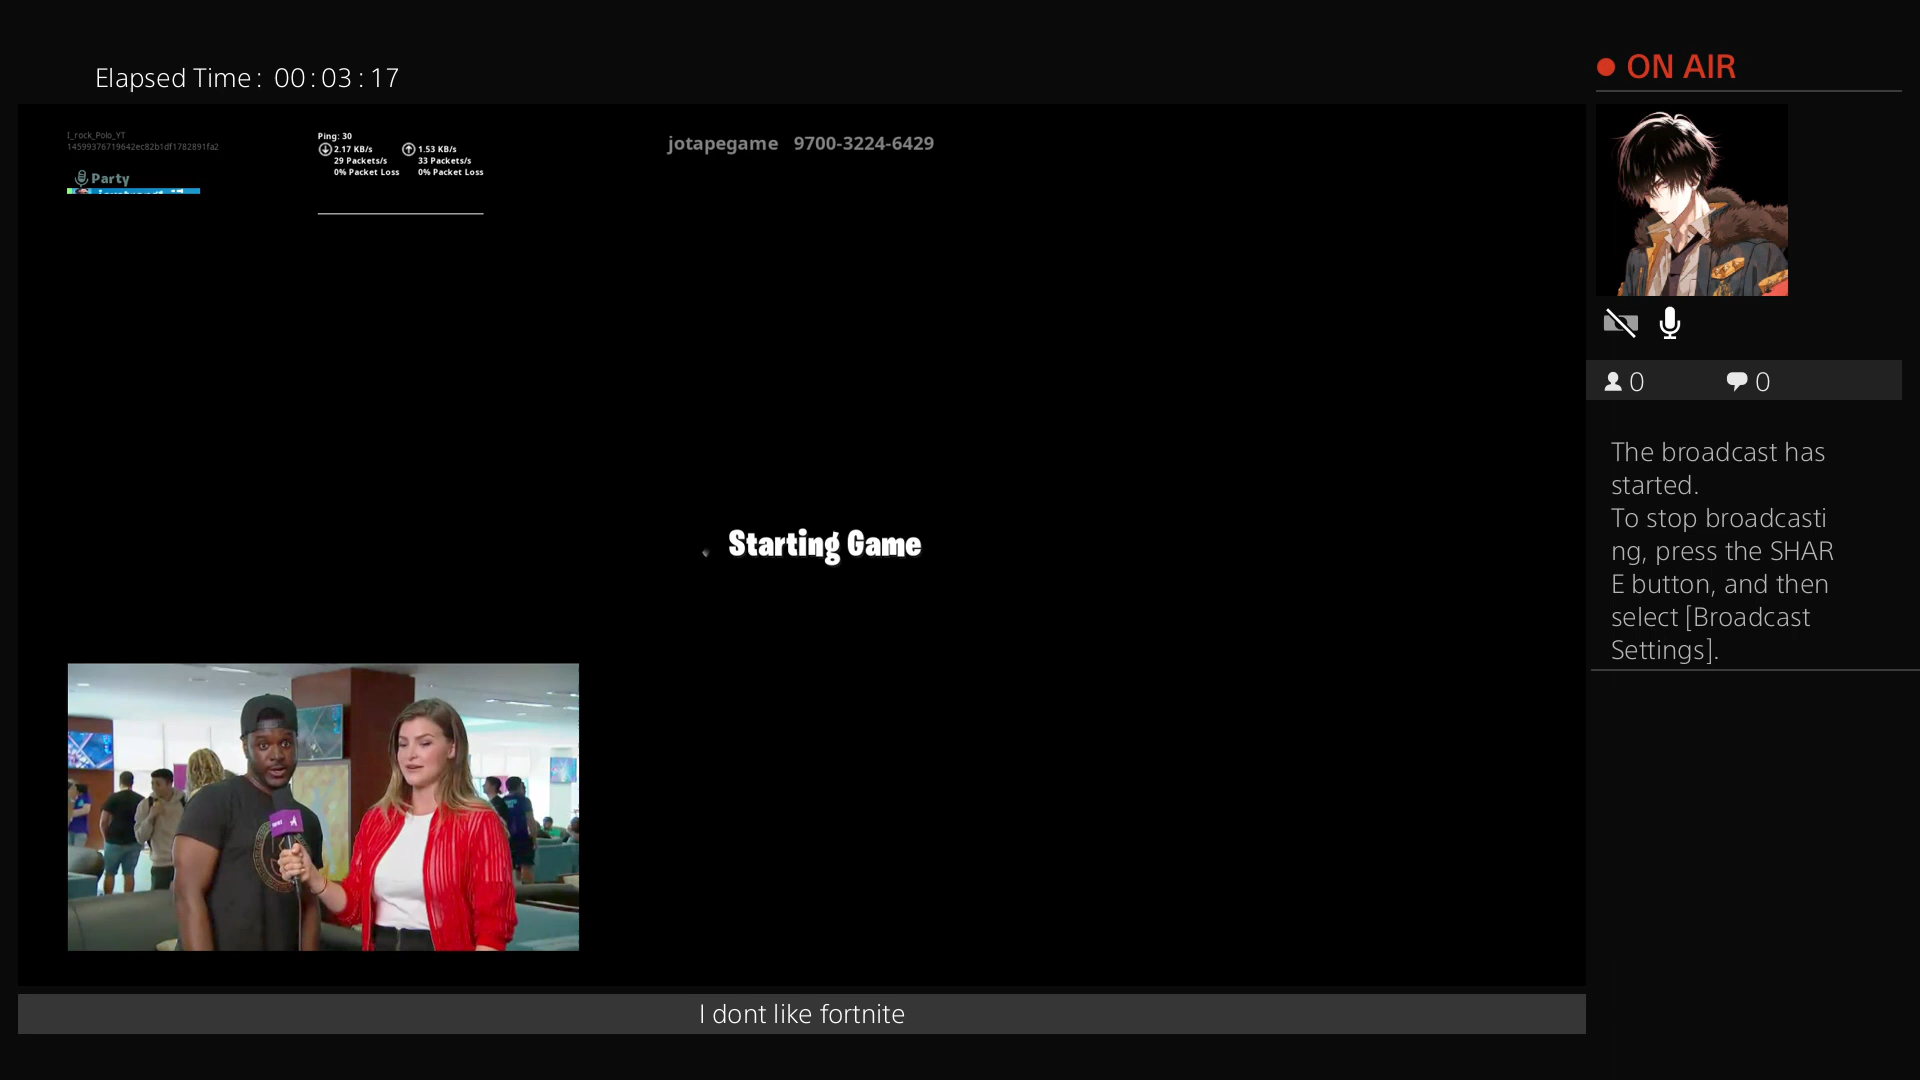 Elapsed Time: 00:03:17
ON AIR
I_rock_Polo_YT
14599376719642ec82b1df1782891fa2
Party
Ping: 30
2.17 KB/s
29 Packets/s
0% Packet Loss
1.53 KB/s
33 Packets/s
0% Packet Loss
jotapegame 9700-3224-6429
0 0
The broadcast has
started.
To stop broadcasti
ng, press the SHAR
E button, and then
select [Broadcast
Settings].
Starting Game
I dont like fortnite